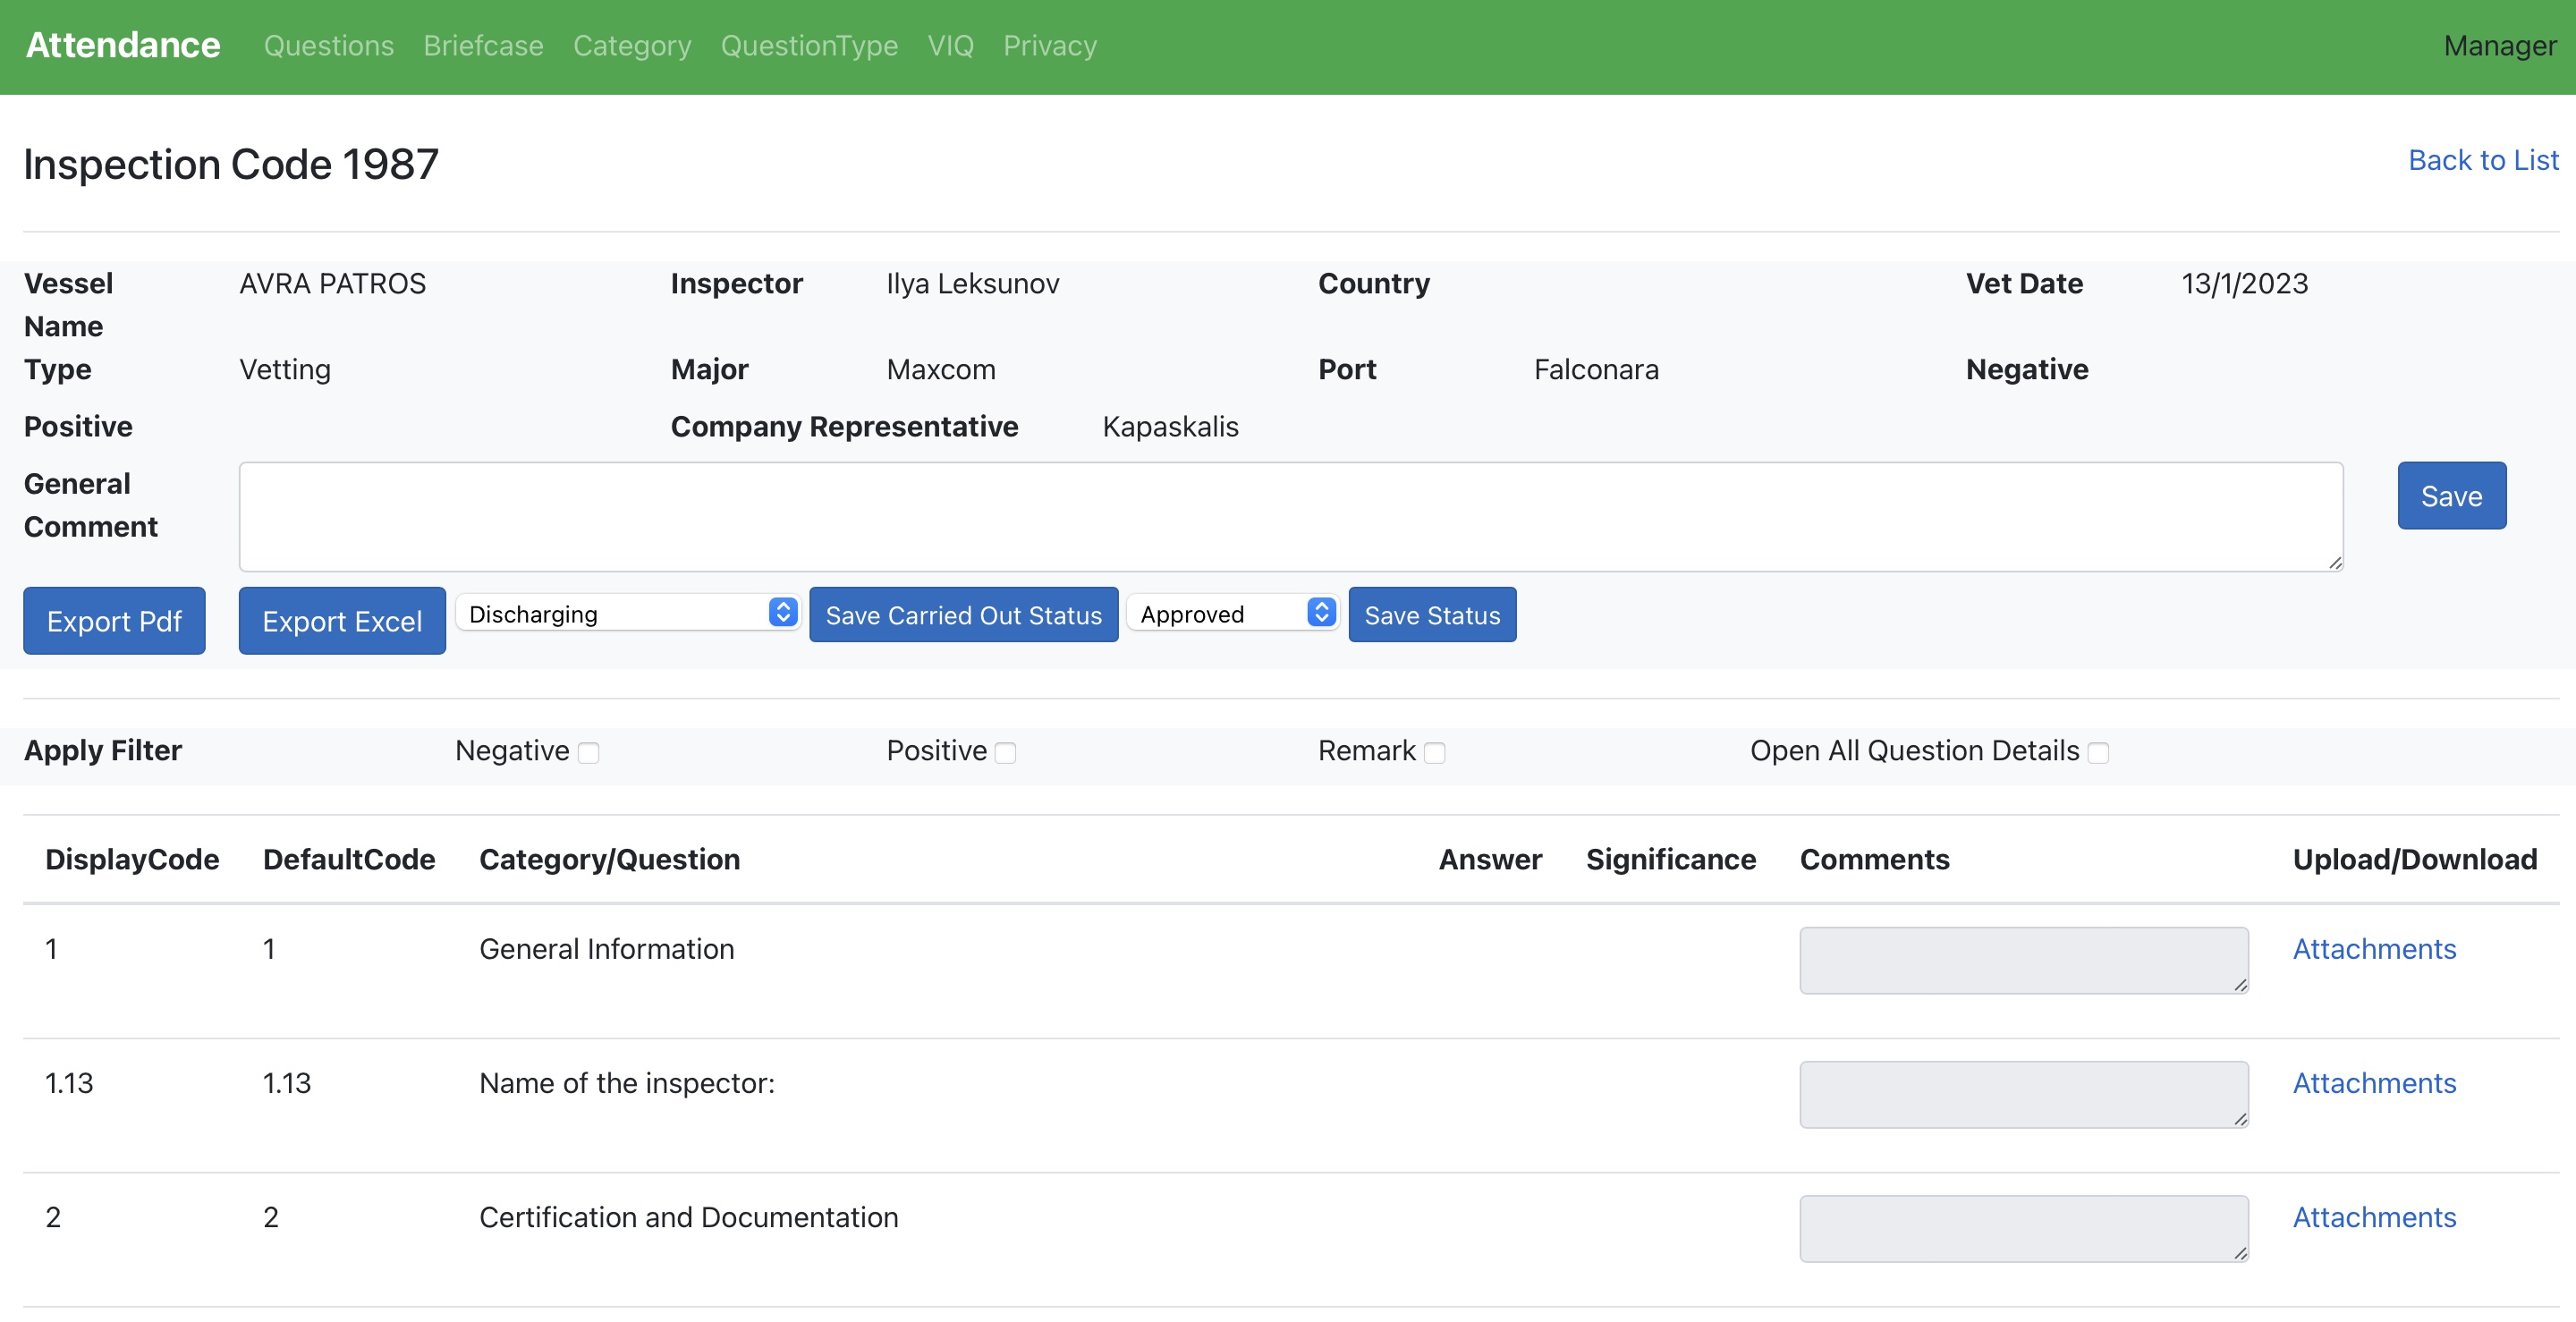 Attendance Questions Briefcase Category QuestionType VIQ Privacy Manager
Inspection Code 1987 Back to List
Vessel Name AVRA PATROS Inspector Ilya Leksunov Country Vet Date 13/1/2023
Type Vetting Major Maxcom Port Falconara Negative
Positive Company Representative Kapaskalis
General Comment Save
Export Pdf Export Excel Discharging Save Carried Out Status Approved Save Status
Apply Filter Negative Positive Remark Open All Question Details
DisplayCode DefaultCode Category/Question Answer Significance Comments Upload/Download
1 1 General Information Attachments
1.13 1.13 Name of the inspector: Attachments
2 2 Certification and Documentation Attachments